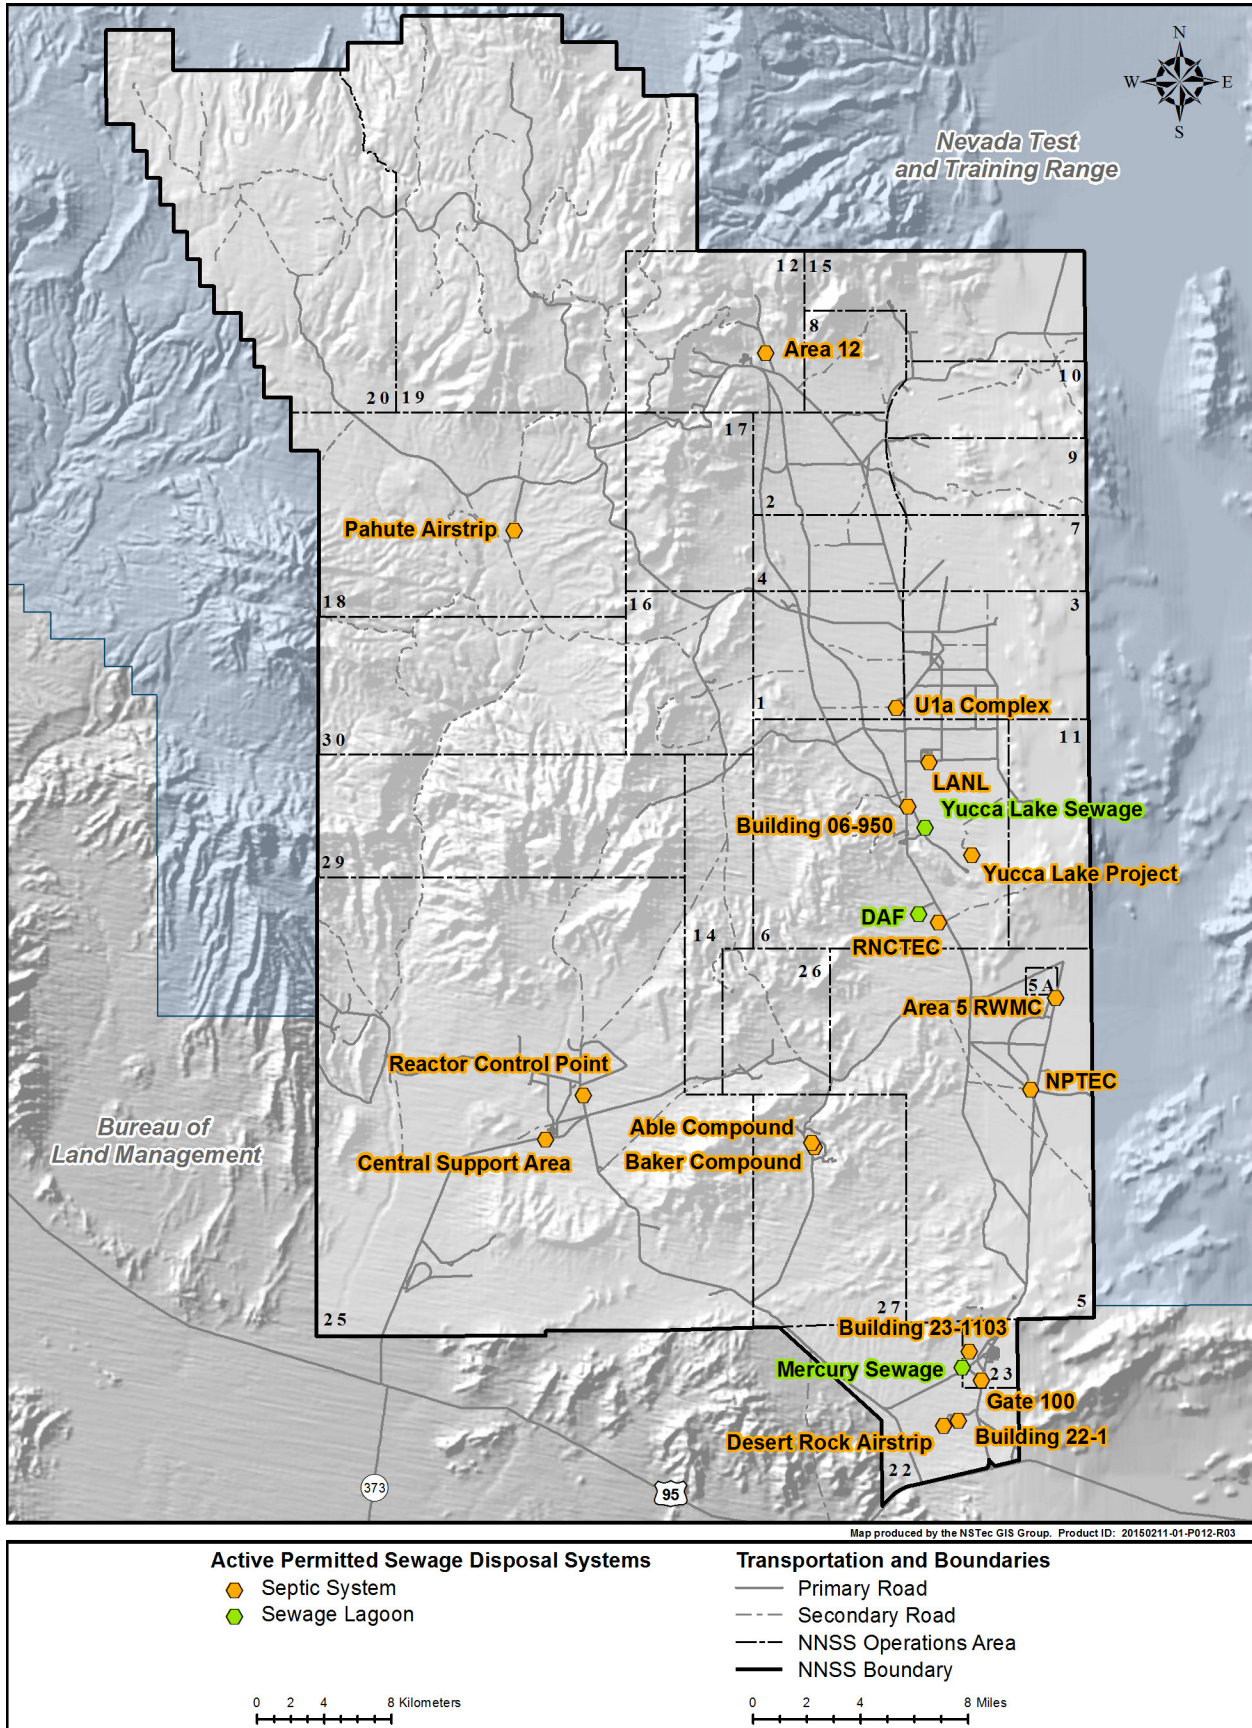 N
W E
S
Nevada Test
and Training Range
12 15
8
Area 12
10
20 19
17
9
2
Pahute Airstrip
7
4
18
16
3
1
U1a Complex
30
11
LANL
Yucca Lake Sewage
Building 06-950
29
Yucca Lake Project
DAF
14
6
RNCTEC
26
5A
Area 5 RWMC
Reactor Control Point
NPTEC
Able Compound
Bureau of
Land Management
Central Support Area
Baker Compound
25
27
5
Building 23-1103
Mercury Sewage
23
Gate 100
Desert Rock Airstrip
Building 22-1
22
373
95
Map produced by the NSTec GIS Group. Product ID: 20150211-01-P012-R03
Active Permitted Sewage Disposal Systems
Septic System
Sewage Lagoon
0 2 4 8 Kilometers
Transportation and Boundaries
Primary Road
Secondary Road
NNSS Operations Area
NNSS Boundary
0 2 4 8 Miles